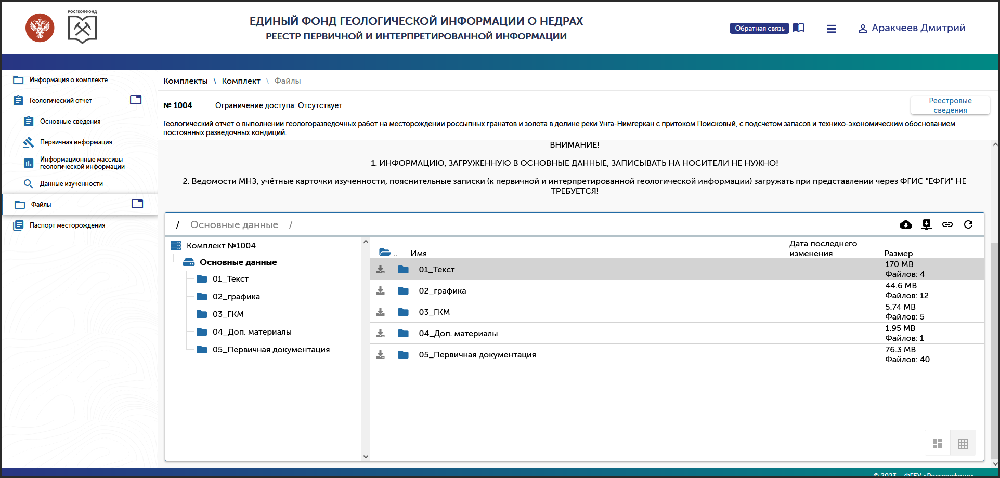 РОСГЕОЛФОНД
ЕДИНЫЙ ФОНД ГЕОЛОГИЧЕСКОЙ ИНФОРМАЦИИ О НЕДРАХ
РЕЕСТР ПЕРВИЧНОЙ И ИНТЕРПРЕТИРОВАННОЙ ИНФОРМАЦИИ
Обратная связь
Аракчеев Дмитрий
Информация о комплекте
Геологический отчет
Основные сведения
Первичная информация
Информационные массивы
геологической информации
Данные изученности
Файлы
Паспорт месторождения
Комплекты \ Комплект \ Файлы
№ 1004 Ограничение доступа: Отсутствует
Реестровые
сведения
Геологический отчет о выполнении геологоразведочных работ на месторождении россыпных гранатов и золота в долине реки Унга-Нимгеркан с притоком Поисковый, с подсчетом запасов и технико-экономическим обоснованием
постоянных разведочных кондиций.
ВНИМАНИЕ!
1. ИНФОРМАЦИЮ, ЗАГРУЖЕННУЮ В ОСНОВНЫЕ ДАННЫЕ, ЗАПИСЫВАТЬ НА НОСИТЕЛИ НЕ НУЖНО!
2. Ведомости МНЗ, учётные карточки изученности, пояснительные записки (к первичной и интерпретированной геологической информации) загружать при представлении через ФГИС "ЕФГИ" НЕ
ТРЕБУЕТСЯ!
/ Основные данные /
Комплект №1004
Основные данные
01_Текст
02_графика
03_ГКМ
04_Доп. материалы
05_Первичная документация
.. Имя Дата последнего
изменения Размер
01_Текст 170 MB
Файлов: 4
02_графика 44.6 MB
Файлов: 12
03_ГКМ 5.74 MB
Файлов: 5
04_Доп. материалы 1.95 MB
Файлов: 1
05_Первичная документация 76.3 MB
Файлов: 40
© 2023 ФГБУ «Росгеолфонд»